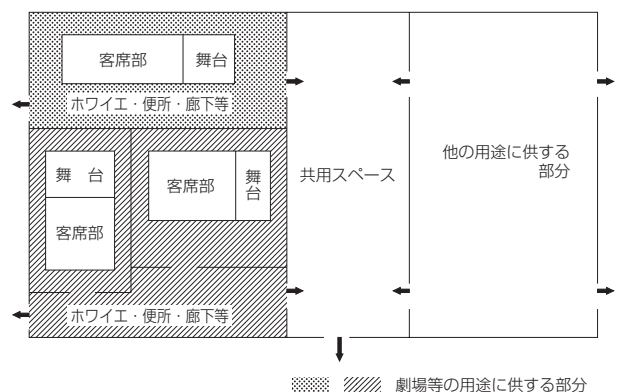 客席部
舞台
ホワイエ・便所・廊下等
舞 台
客席部
客席部
舞台
共用スペース
他の用途に供する
部分
ホワイエ・便所・廊下等
劇場等の用途に供する部分